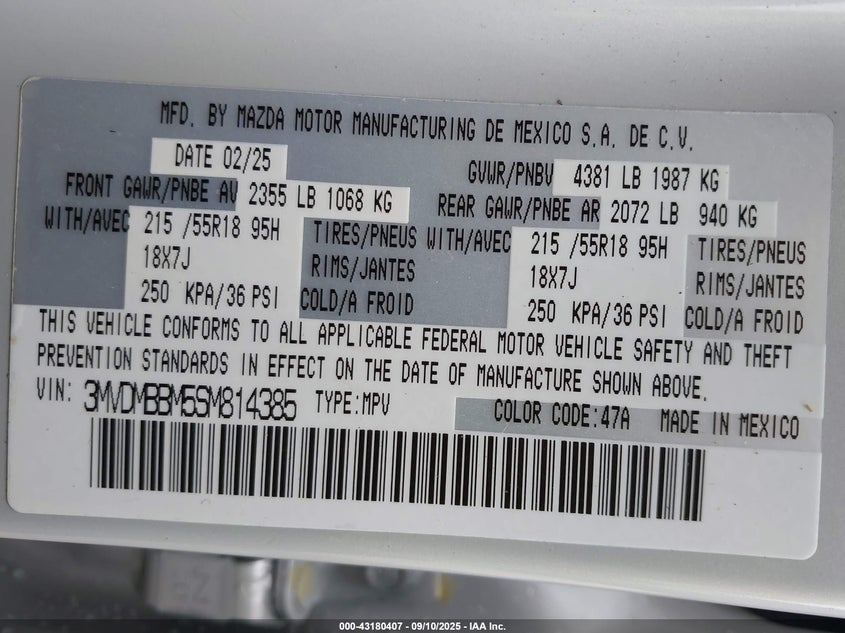 MFD. BY MAZDA MOTOR MANUFACTURING DE MEXICO S.A. DE C.V.
DATE 02/25 GVWR/PNBV 4381 LB 1987 KG
FRONT GAWR/PNBE AV 2355 LB 1068 KG REAR GAWR/PNBE AR 2072 LB 940 KG
WITH/AVEC 215 /55R18 95H TIRES/PNEUS WITH/AVEC 215 /55R18 95H TIRES/PNEUS
18X7J RIMS/JANTES 18X7J RIMS/JANTES
250 KPA/36 PSI COLD/A FROID 250 KPA/36 PSI COLD/A FROID
THIS VEHICLE CONFORMS TO ALL APPLICABLE FEDERAL MOTOR VEHICLE SAFETY AND THEFT
PREVENTION STANDARDS IN EFFECT ON THE DATE OF MANUFACTURE SHOWN ABOVE.
VIN: 3MVDMBBM5SM814385 TYPE:MPV COLOR CODE:47A MADE IN MEXICO
000-43180407 - 09/10/2025 - IAA Inc.